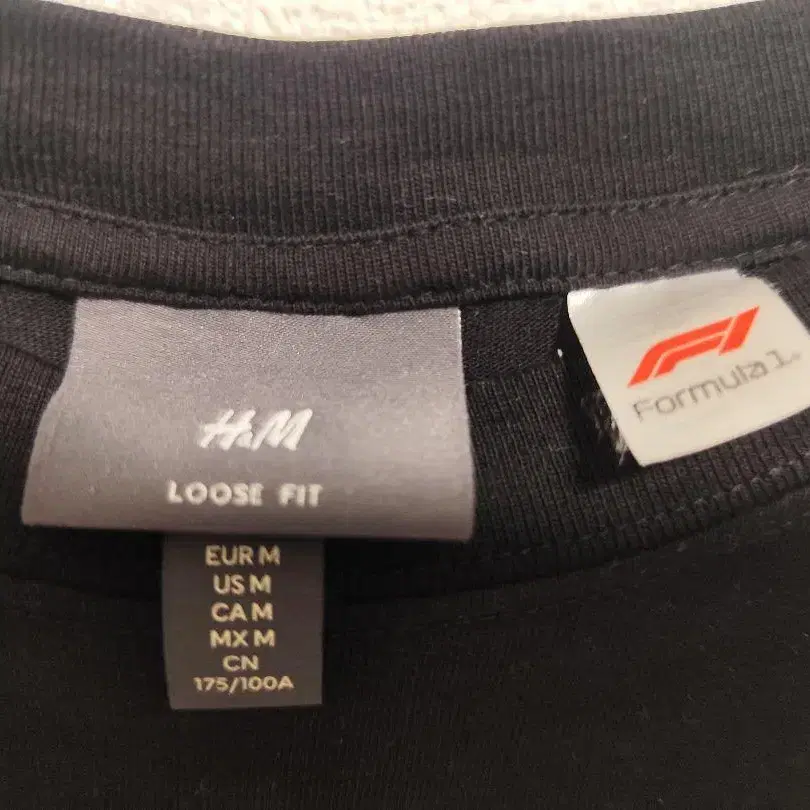 H&M
LOOSE FIT
EUR M
US M
CA M
MX M
CN
175/100A
F1
Formula 1